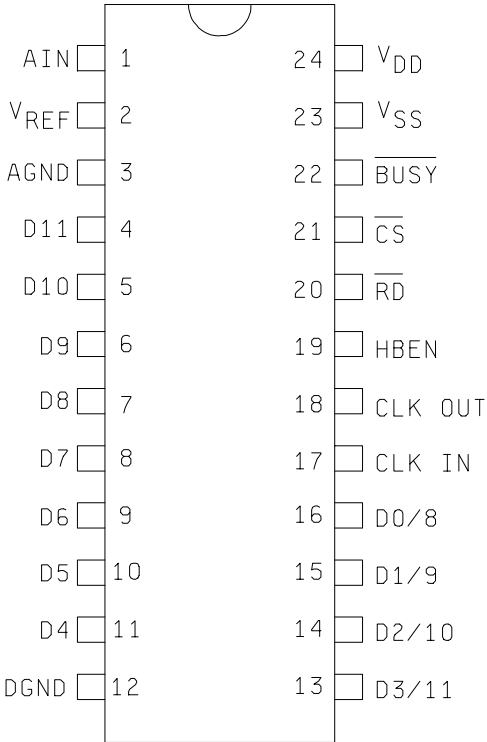 AIN 1 24 VDD
VREF 2 23 VSS
AGND 3 22 BUSY
D11 4 21 CS
D10 5 20 RD
D9 6 19 HBEN
D8 7 18 CLK OUT
D7 8 17 CLK IN
D6 9 16 D0/8
D5 10 15 D1/9
D4 11 14 D2/10
DGND 12 13 D3/11